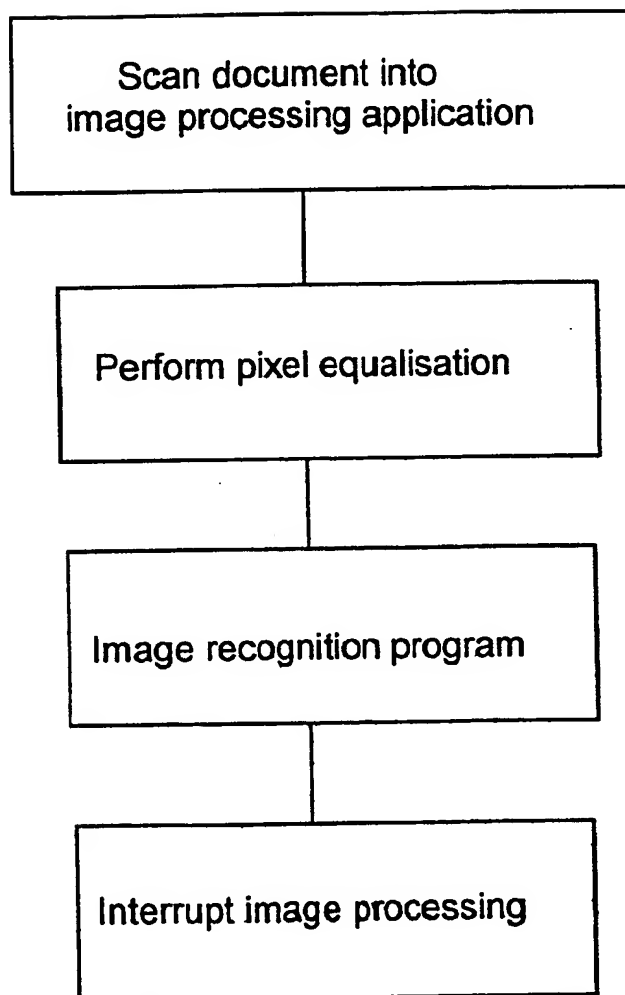 Scan document into
image processing application
Perform pixel equalisation
Image recognition program
Interrupt image processing